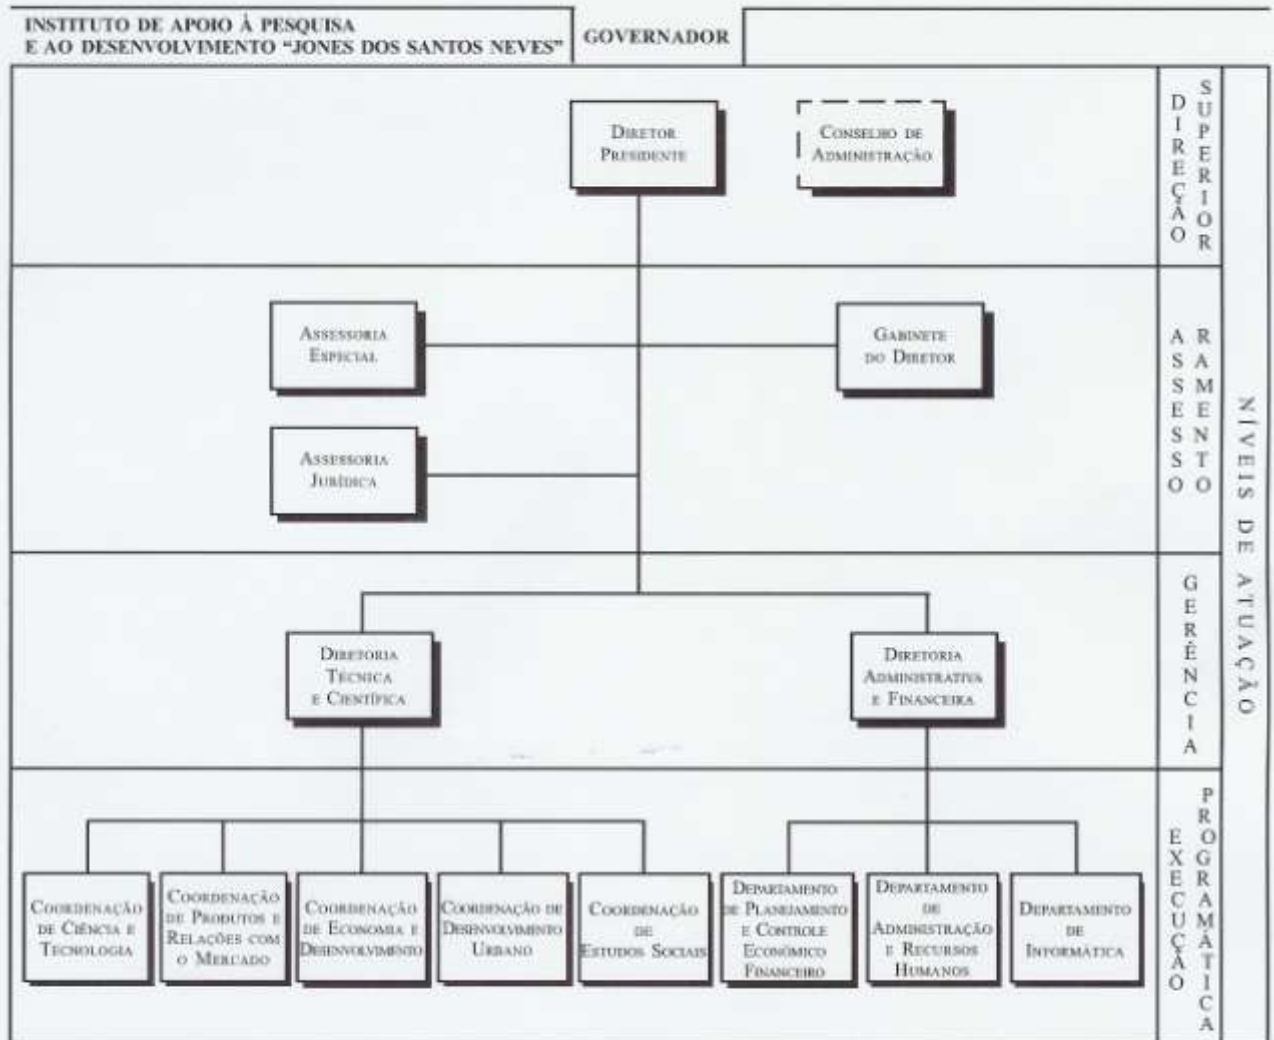 INSTITUTO DE APOIO À PESQUISA
E AO DESENVOLVIMENTO “JONES DOS SANTOS NEVES”
GOVERNADOR
DIRETOR
PRESIDENTE
CONSELHO DE
ADMINISTRAÇÃO
DIREÇÃO
SUPERIOR
ASSESSORIA
ESPECIAL
GABINETE
DO DIRETOR
ASSESSORIA
JURÍDICA
ASSESSO
RAMENTO
NÍVEIS DE ATUAÇÃO
DIRETORIA
TÉCNICA
E CIENTÍFICA
DIRETORIA
ADMINISTRATIVA
E FINANCEIRA
GERÊNCIA
COORDENAÇÃO
DE CIÊNCIA E
TECNOLOGIA
COORDENAÇÃO
DE PRODUTOS E
RELAÇÕES COM
O MERCADO
COORDENAÇÃO
DE ECONOMIA E
DESENVOLVIMENTO
COORDENAÇÃO DE
DESENVOLVIMENTO
URBANO
COORDENAÇÃO
DE
ESTUDOS SOCIAIS
DEPARTAMENTO
DE PLANEJAMENTO
E CONTROLE
ECONÔMICO
FINANCEIRO
DEPARTAMENTO
DE
ADMINISTRAÇÃO
E RECURSOS
HUMANOS
DEPARTAMENTO
DE
INFORMÁTICA
EXECUÇÃO
PROGRAMÁTICA